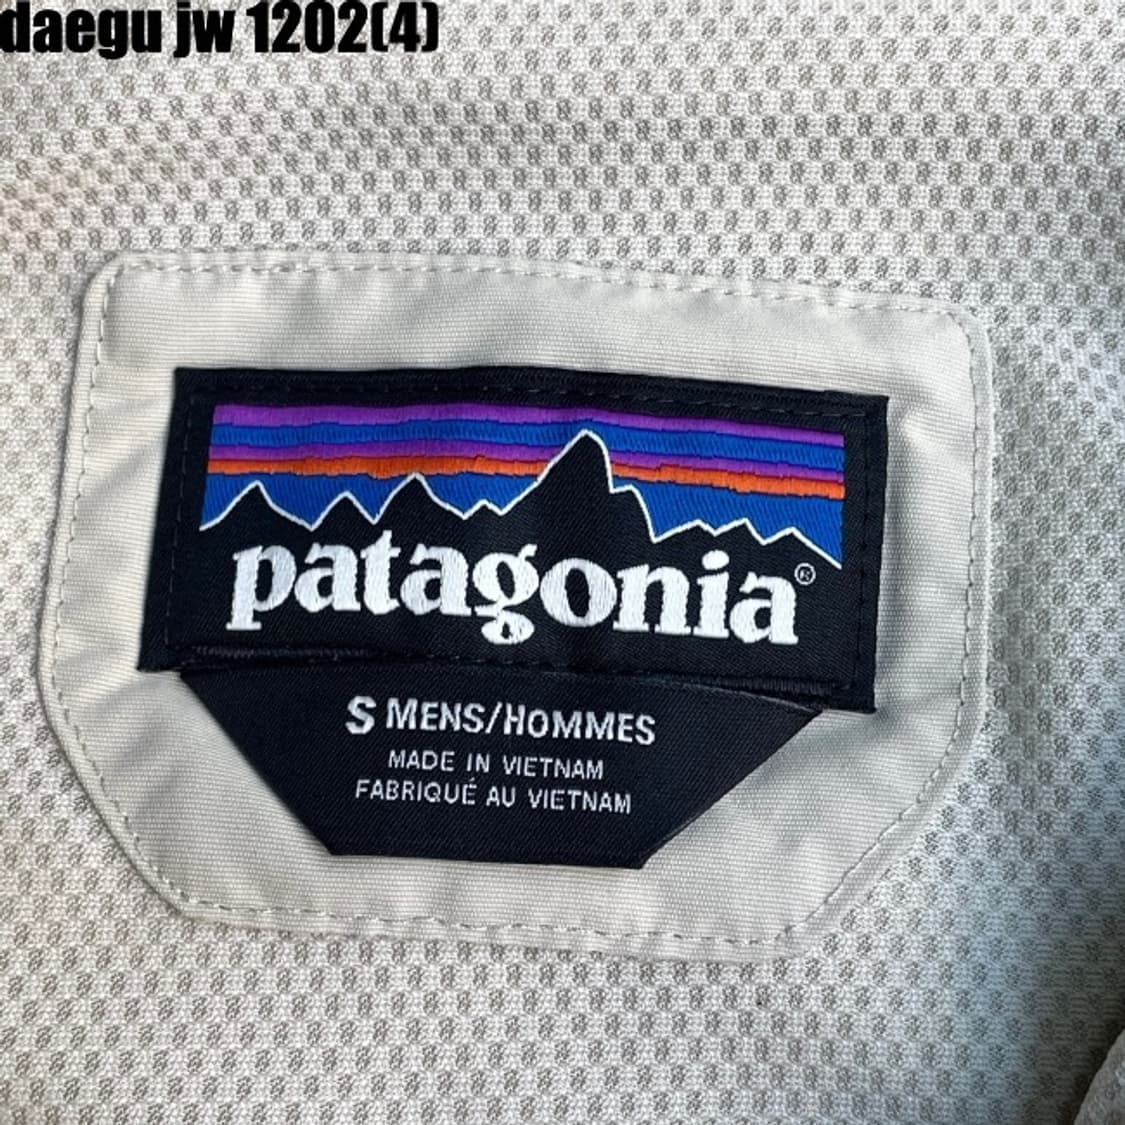 daegu jw 1202(4)
patagonia®
S MENS/HOMMES
MADE IN VIETNAM
FABRIQUÉ AU VIETNAM